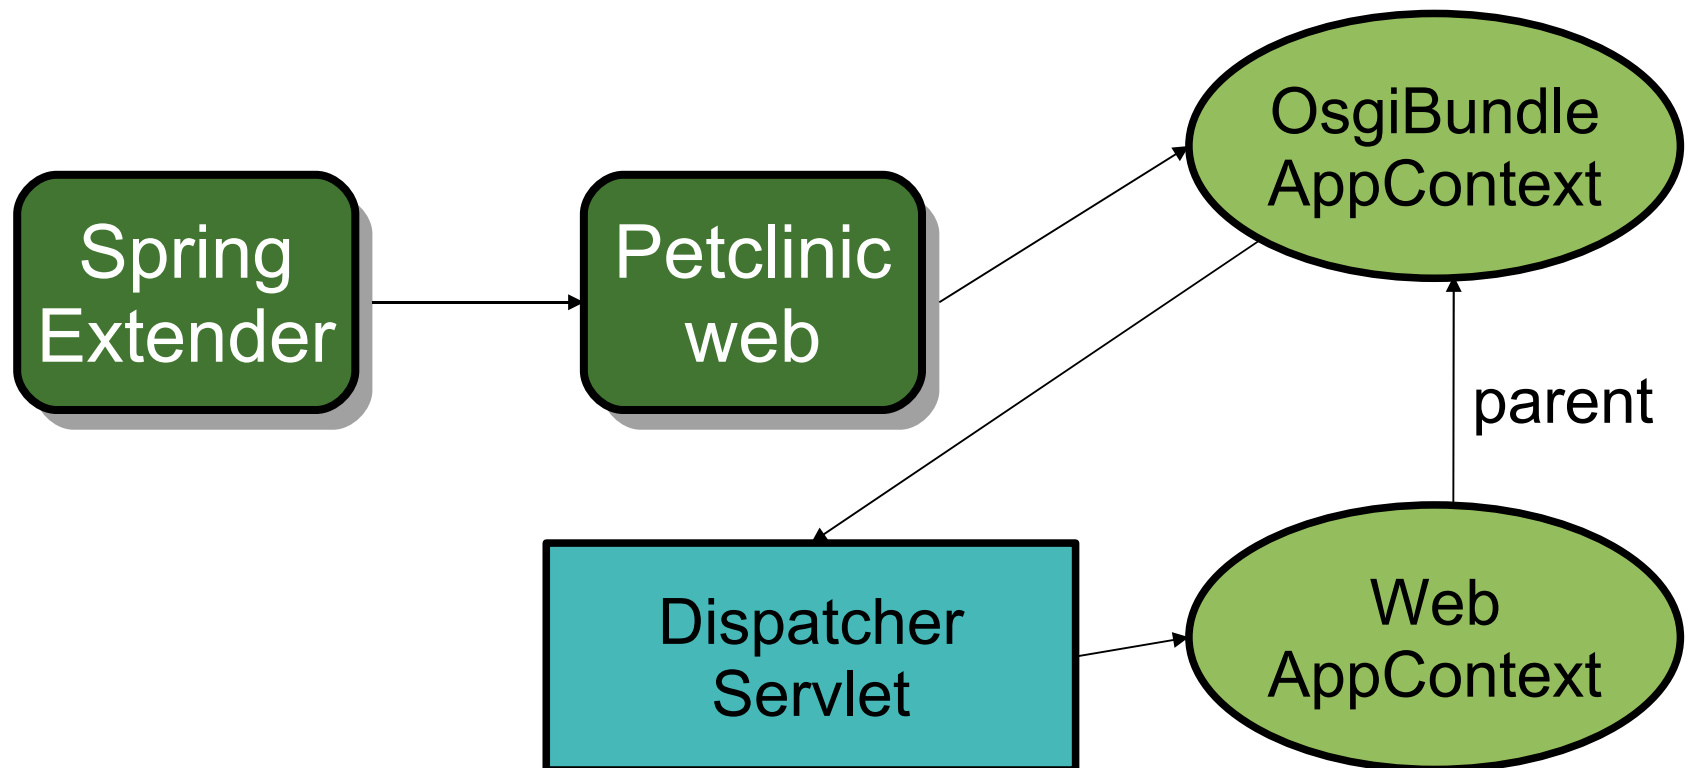 Spring
Extender
Petclinic
web
OsgiBundle
AppContext
parent
Dispatcher
Servlet
Web
AppContext